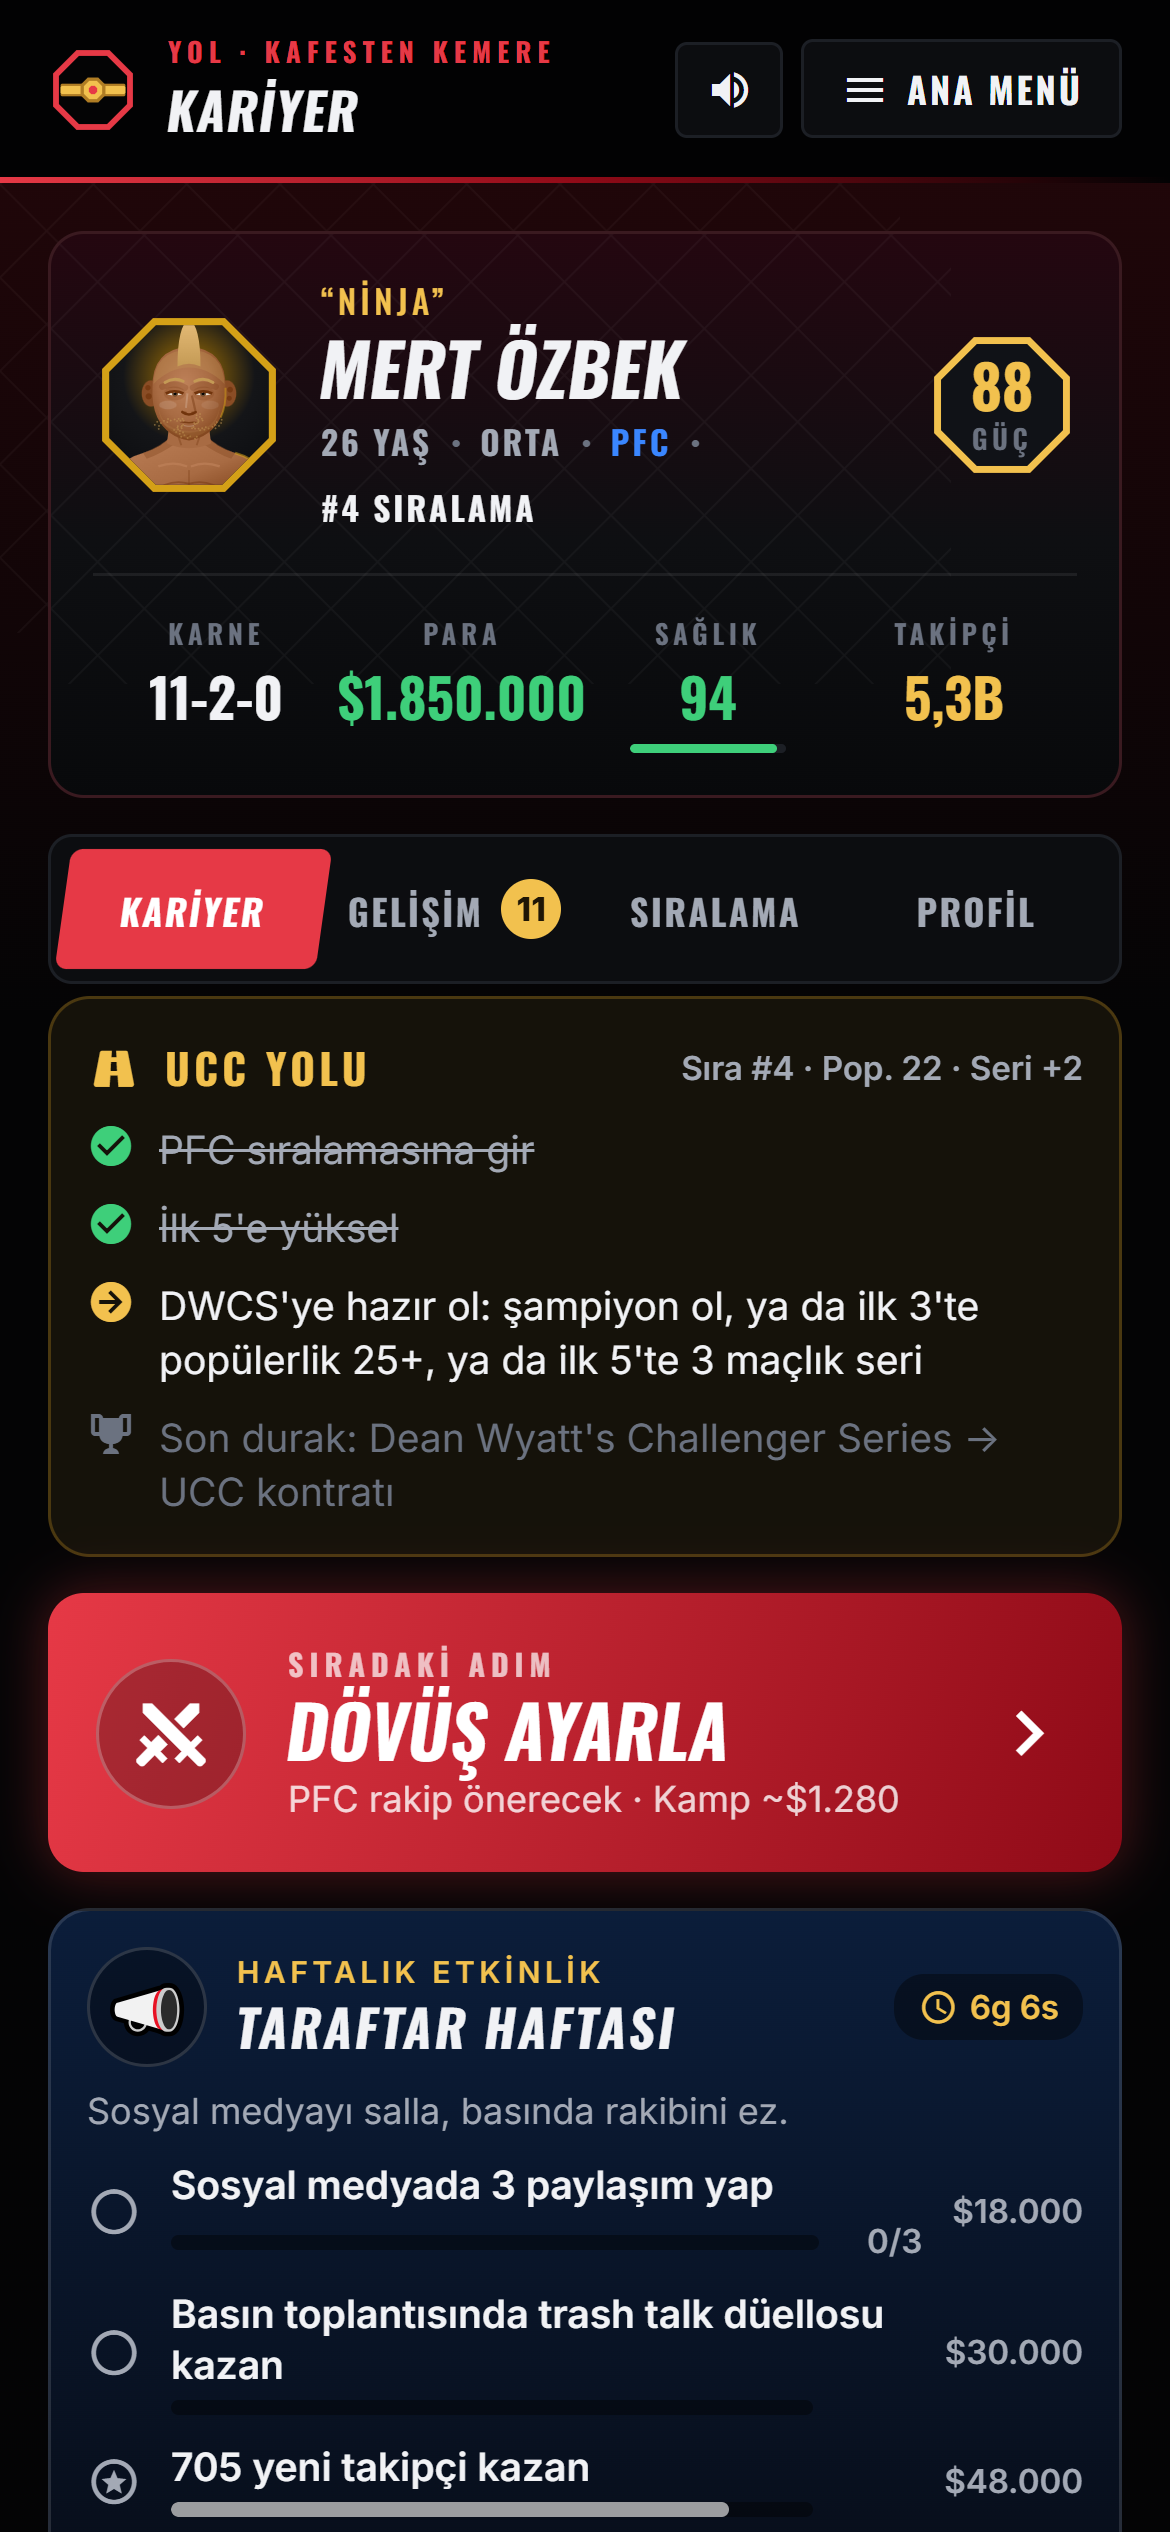 YOL · KAFESTEN KEMERE
KARİYER
ANA MENÜ
“NİNJA”
MERT ÖZBEK
26 YAŞ · ORTA · PFC ·
#4 SIRALAMA
88
GÜÇ
KARNE
PARA
SAĞLIK
TAKİPÇİ
11-2-0
$1.850.000
94
5,3B
KARİYER
GELİŞİM 11
SIRALAMA
PROFİL
UCC YOLU
Sıra #4 · Pop. 22 · Seri +2
PFC sıralamasına gir
İlk 5'e yüksel
DWCS'ye hazır ol: şampiyon ol, ya da ilk 3'te
popülerlik 25+, ya da ilk 5'te 3 maçlık seri
Son durak: Dean Wyatt's Challenger Series →
UCC kontratı
SIRADAKİ ADIM
DÖVÜŞ AYARLA
PFC rakip önerecek · Kamp ~$1.280
HAFTALIK ETKİNLİK
TARAFTAR HAFTASI
6g 6s
Sosyal medyayı salla, basında rakibini ez.
Sosyal medyada 3 paylaşım yap
0/3
$18.000
Basın toplantısında trash talk düellosu
kazan
$30.000
705 yeni takipçi kazan
$48.000